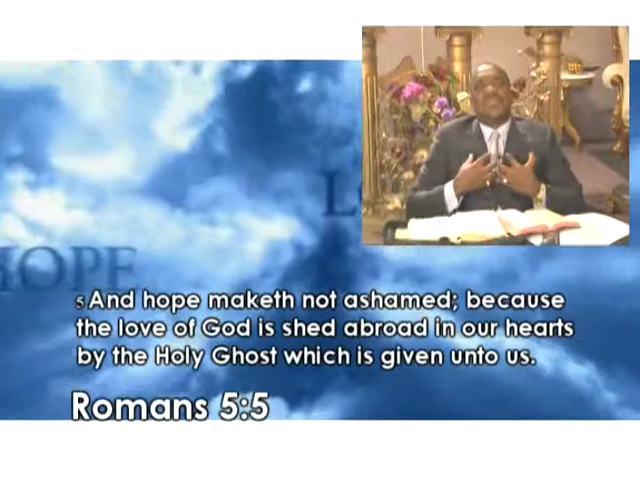 HOPE
5 And hope maketh not ashamed; because
the love of God is shed abroad in our hearts
by the Holy Ghost which is given unto us.
Romans 5:5